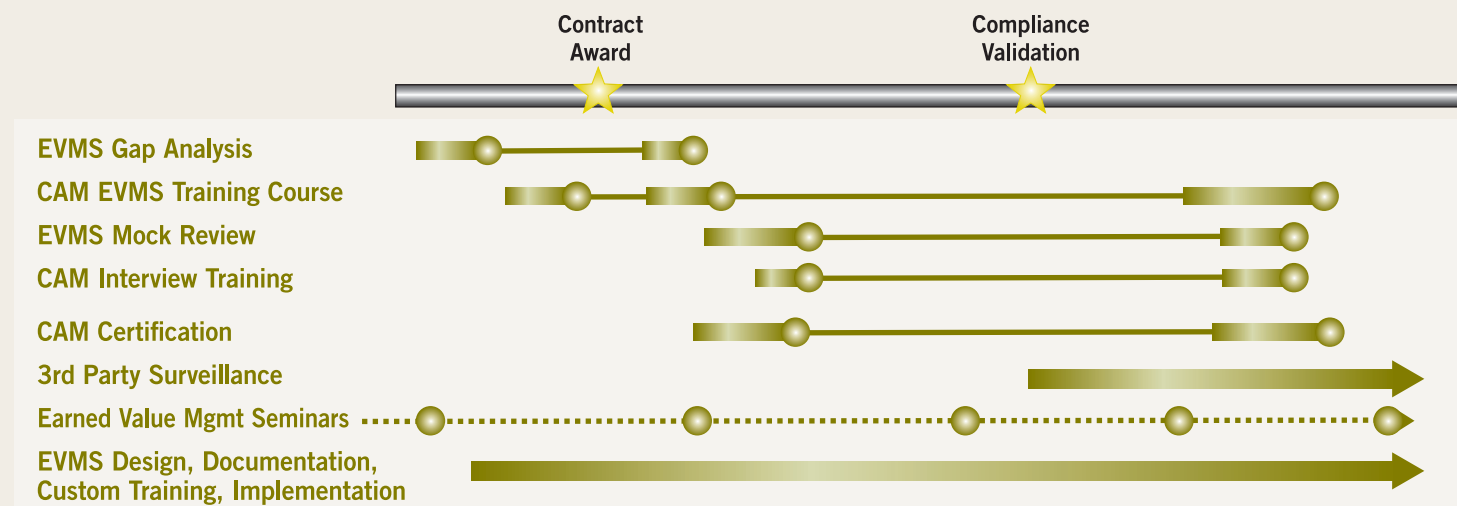 Contract
Award
Compliance
Validation
EVMS Gap Analysis
CAM EVMS Training Course
EVMS Mock Review
CAM Interview Training
CAM Certification
3rd Party Surveillance
Earned Value Mgmt Seminars
EVMS Design, Documentation,
Custom Training, Implementation